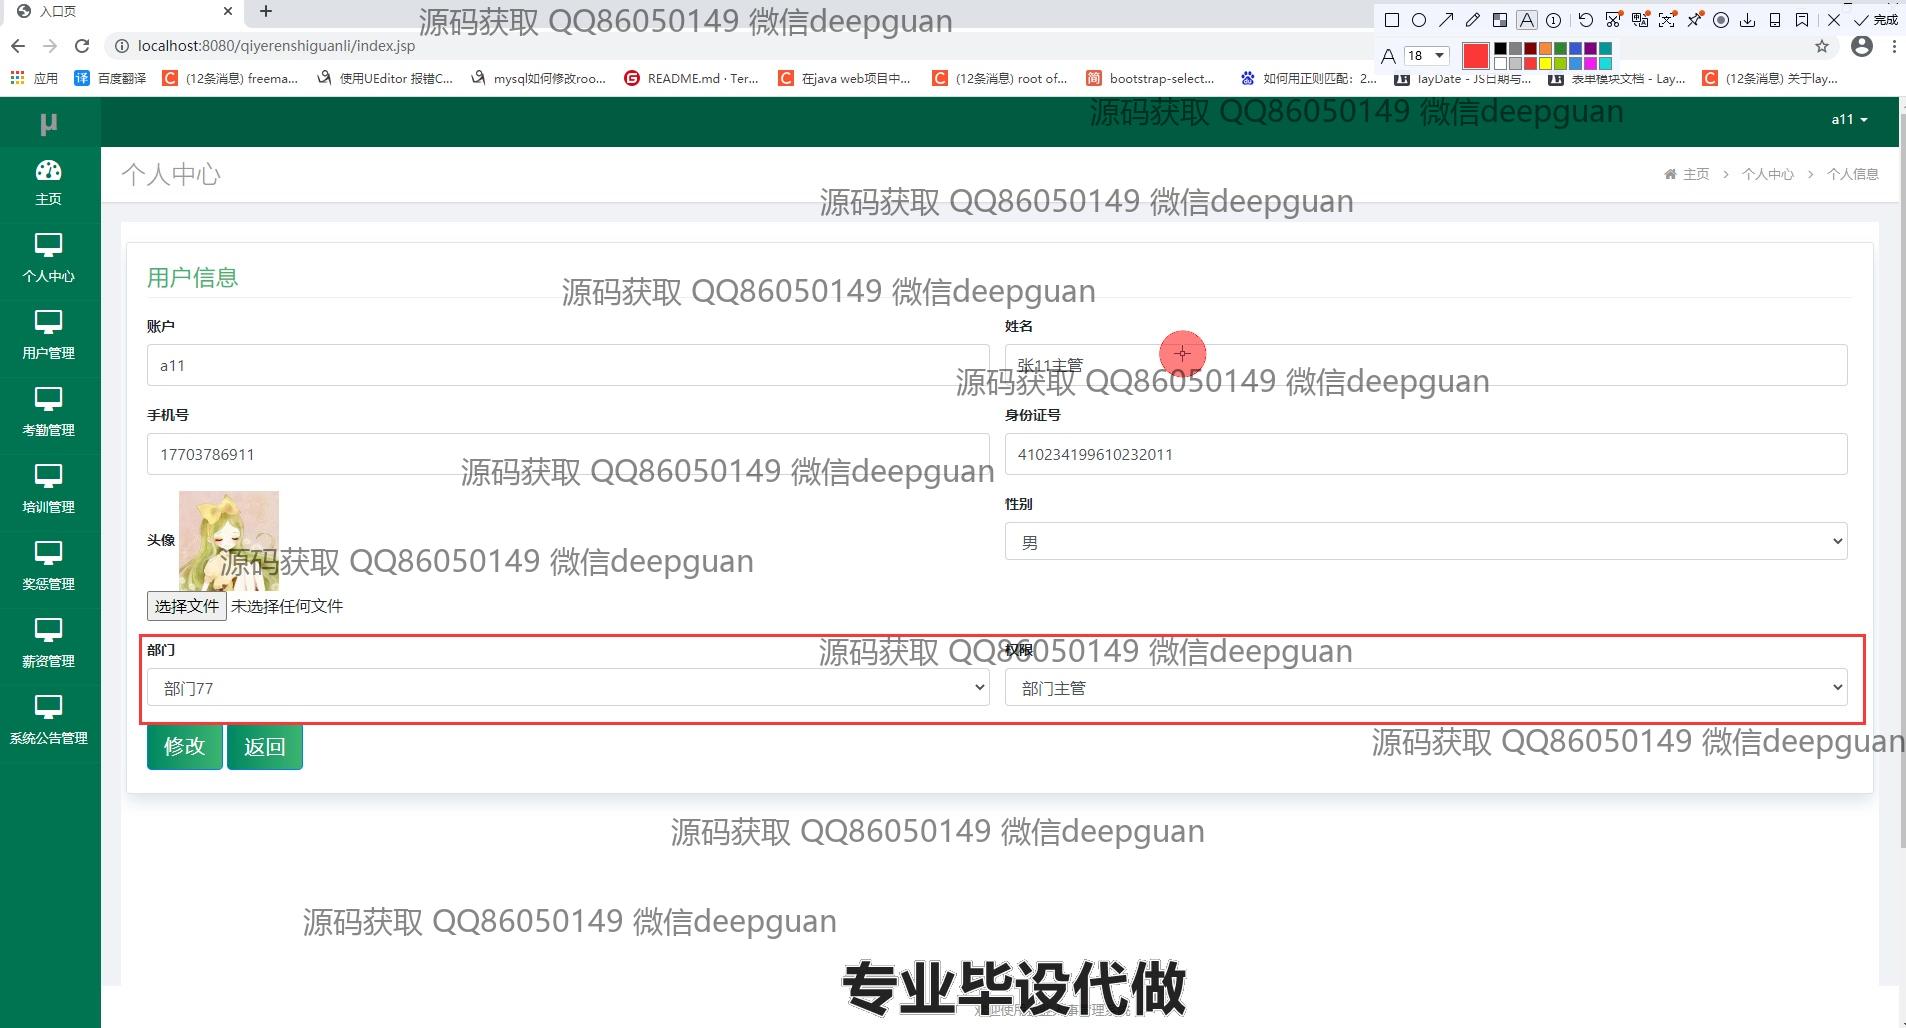 入口页
源码获取 QQ86050149 微信deepguan
完成
localhost:8080/qiyerenshiguanli/index.jsp
18
应用
百度翻译
(12条消息) freema...
使用UEditor 报错C...
mysql如何修改roo...
README.md · Ter...
在java web项目中...
(12条消息) root of...
bootstrap-select...
如何用正则匹配：2...
layDate - JS日期与...
表单模块文档 - Lay...
(12条消息) 关于lay...
μ
源码获取 QQ86050149 微信deepguan
a11
主页
个人中心
主页 > 个人中心 > 个人信息
源码获取 QQ86050149 微信deepguan
个人中心
用户信息
源码获取 QQ86050149 微信deepguan
用户管理
账户
姓名
a11
张11主管
源码获取 QQ86050149 微信deepguan
考勤管理
手机号
身份证号
17703786911
410234199610232011
源码获取 QQ86050149 微信deepguan
培训管理
性别
头像
男
源码获取 QQ86050149 微信deepguan
奖惩管理
选择文件 未选择任何文件
薪资管理
部门
权限
源码获取 QQ86050149 微信deepguan
部门77
部门主管
系统公告管理
修改
返回
源码获取 QQ86050149 微信deepguan
源码获取 QQ86050149 微信deepguan
源码获取 QQ86050149 微信deepguan
专业毕设代做